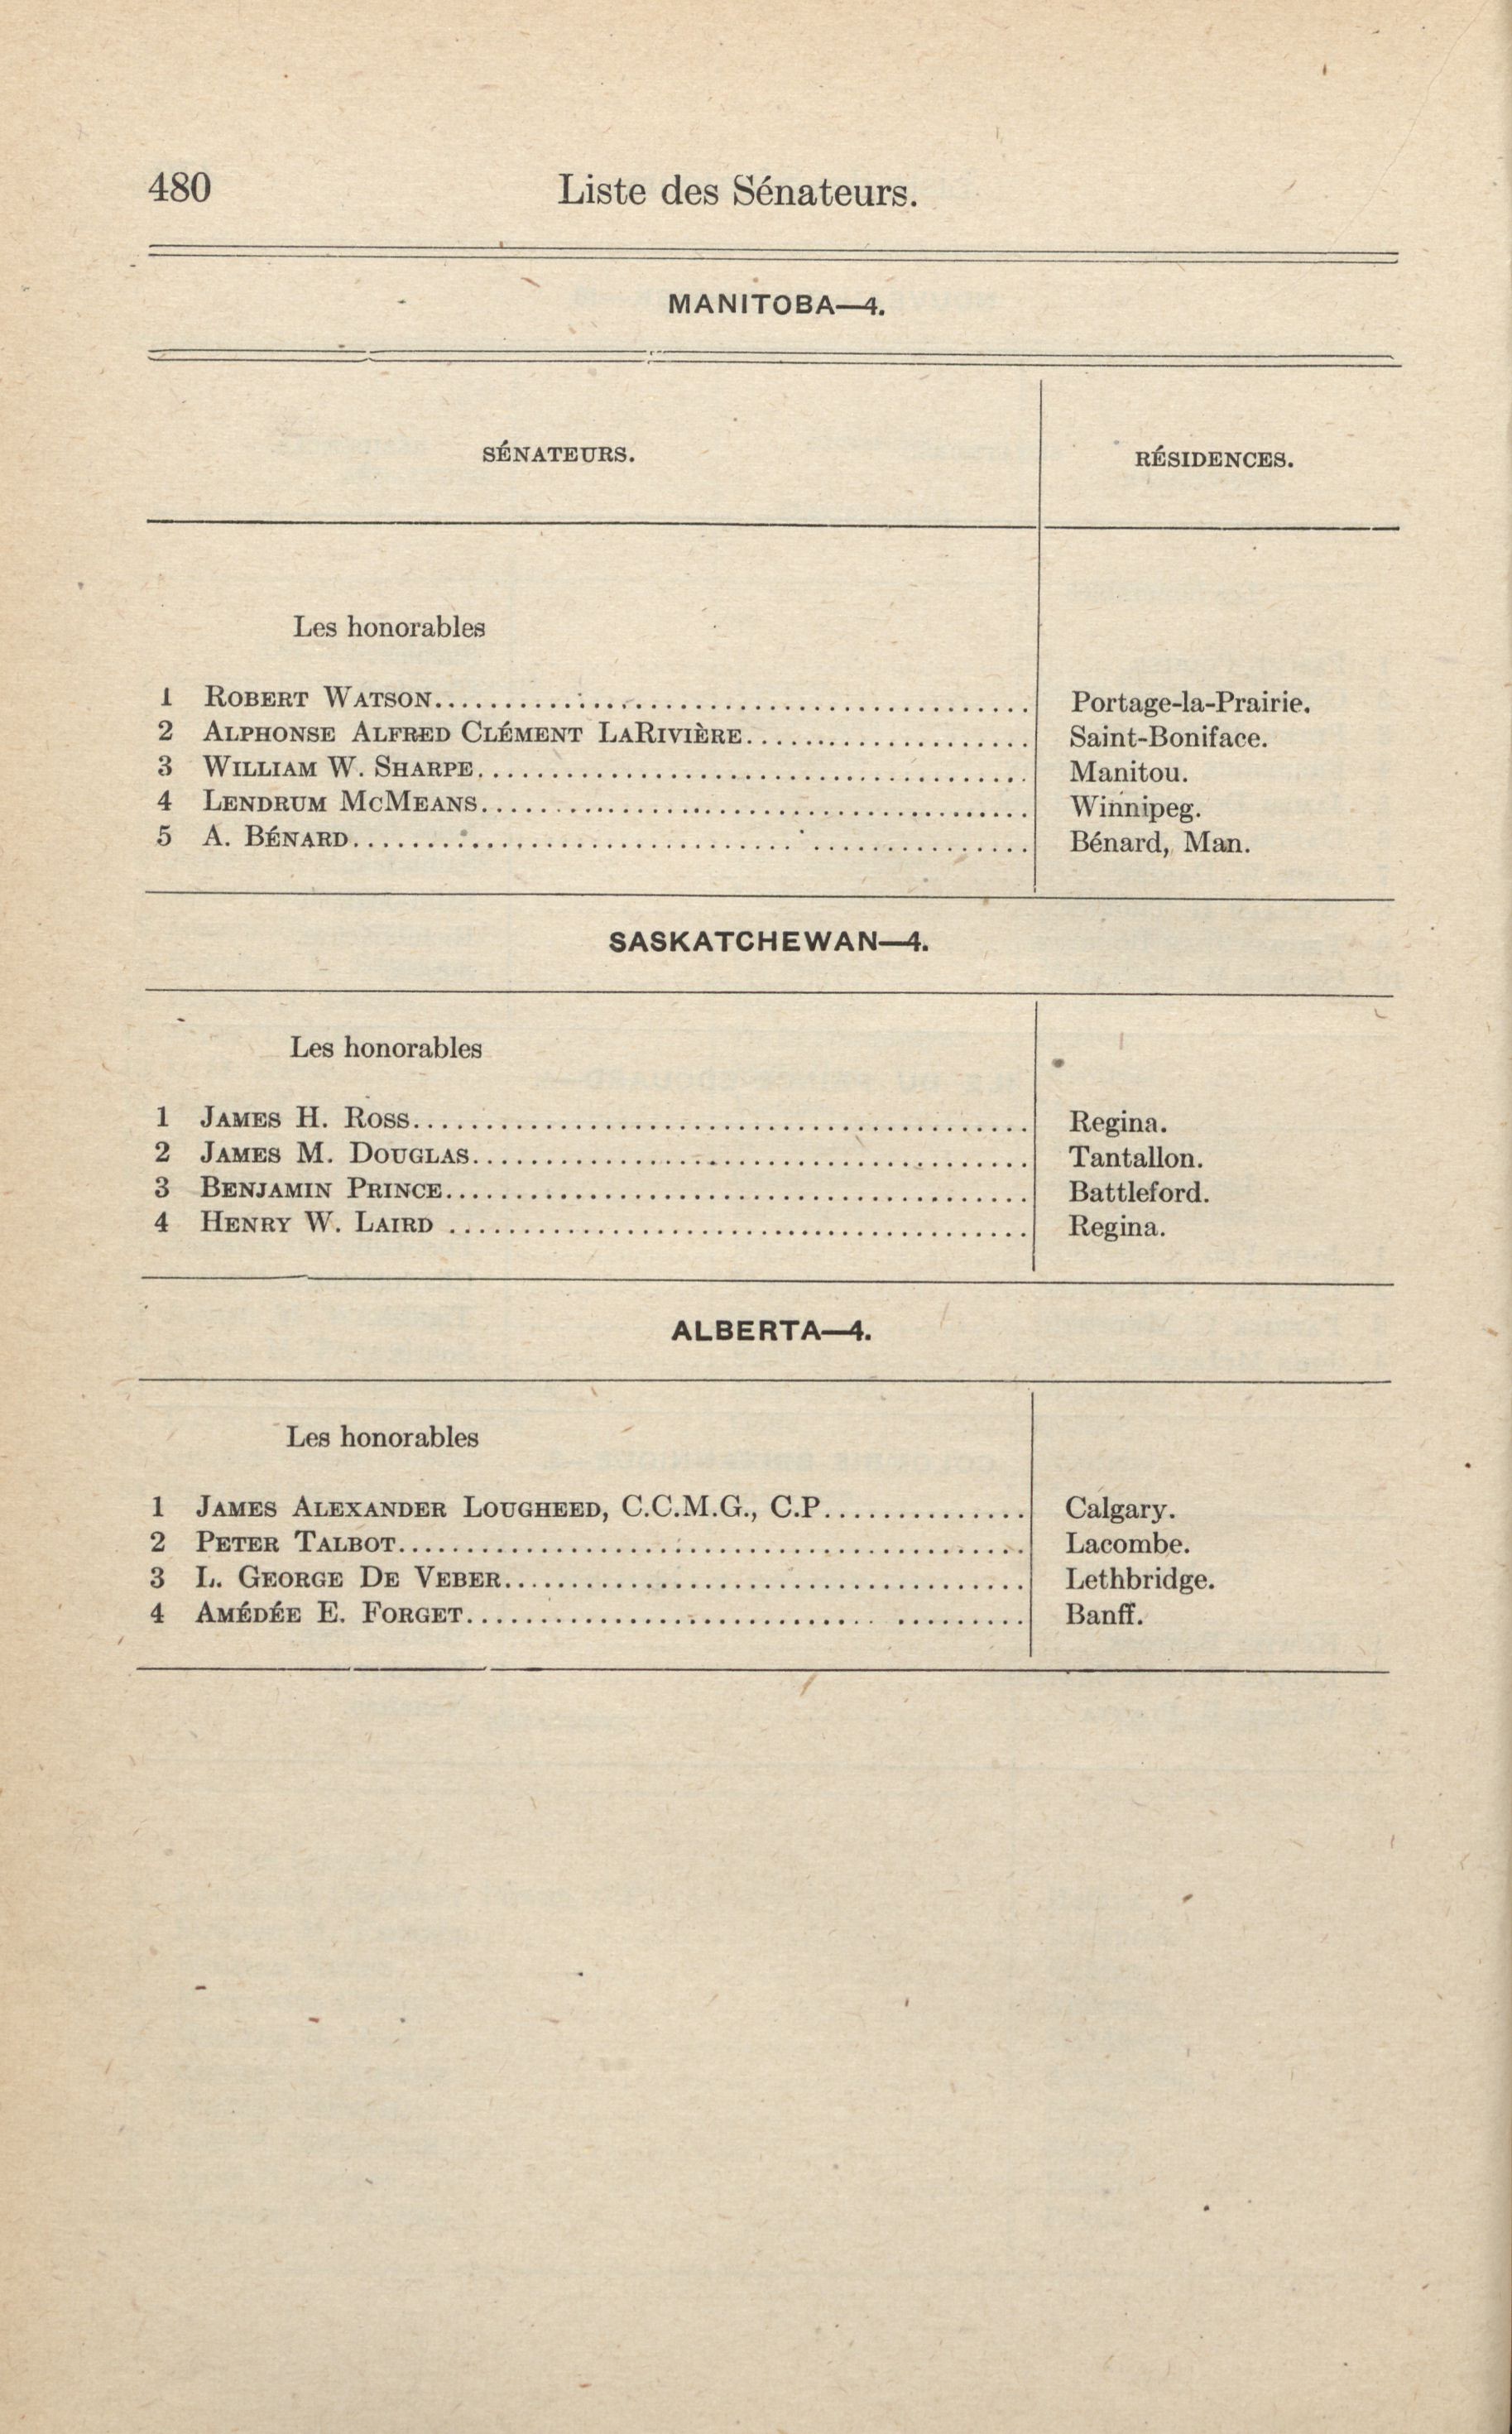 480 Liste des Sénateurs.
MANITOBA—4.
SÉNATEURS. RÉSIDENCES.
Les honorables
1 ROBERT WATSON........................................ Portage-la-Prairie.
2 ALPHONSE ALFRED CLÉMENT LARIVIÈRE.................... Saint-Boniface.
3 WILLIAM W. SHARPE..................................... Manitou.
4 LENDRUM MCMEANS..................................... Winnipeg.
5 A. BÉNARD............................................. Bénard, Man.
SASKATCHEWAN—4.
Les honorables
1 JAMES H. ROSS.......................................... Regina.
2 JAMES M. DOUGLAS...................................... Tantallon.
3 BENJAMIN PRINCE........................................ Battleford.
4 HENRY W. LAIRD ........................................ Regina.
ALBERTA—4.
Les honorables
1 JAMES ALEXANDER LOUGHEED, C.C.M.G., C.P.............. Calgary.
2 PETER TALBOT........................................... Lacombe.
3 L. GEORGE DE VEBER.................................... Lethbridge.
4 AMÉDÉE E. FORGET...................................... Banff.